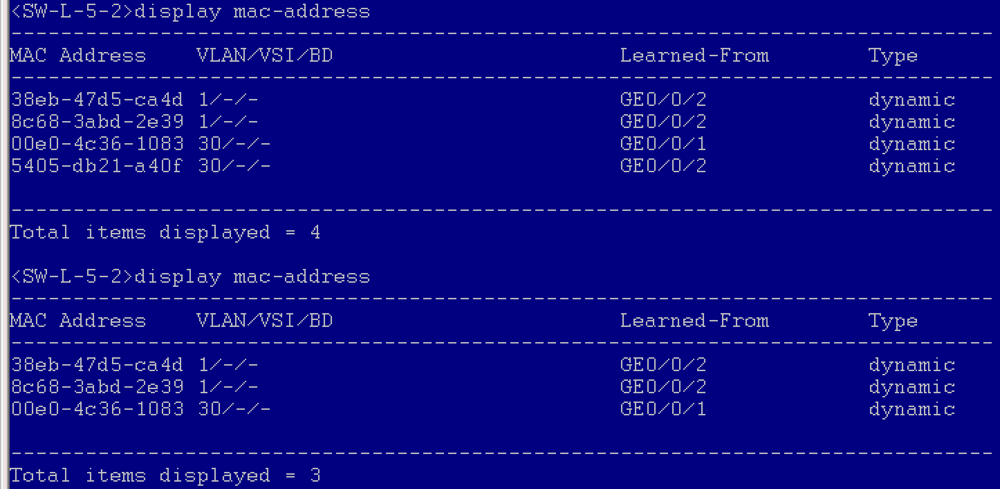 <SW-L-5-2>display mac-address
-------------------------------------------------------------------------------
MAC Address    VLAN/VSI/BD                       Learned-From        Type
-------------------------------------------------------------------------------
38eb-47d5-ca4d 1/-/-                             GE0/0/2             dynamic
8c68-3abd-2e39 1/-/-                             GE0/0/2             dynamic
00e0-4c36-1083 30/-/-                            GE0/0/1             dynamic
5405-db21-a40f 30/-/-                            GE0/0/2             dynamic
-------------------------------------------------------------------------------
Total items displayed = 4
<SW-L-5-2>display mac-address
-------------------------------------------------------------------------------
MAC Address    VLAN/VSI/BD                       Learned-From        Type
-------------------------------------------------------------------------------
38eb-47d5-ca4d 1/-/-                             GE0/0/2             dynamic
8c68-3abd-2e39 1/-/-                             GE0/0/2             dynamic
00e0-4c36-1083 30/-/-                            GE0/0/1             dynamic
-------------------------------------------------------------------------------
Total items displayed = 3